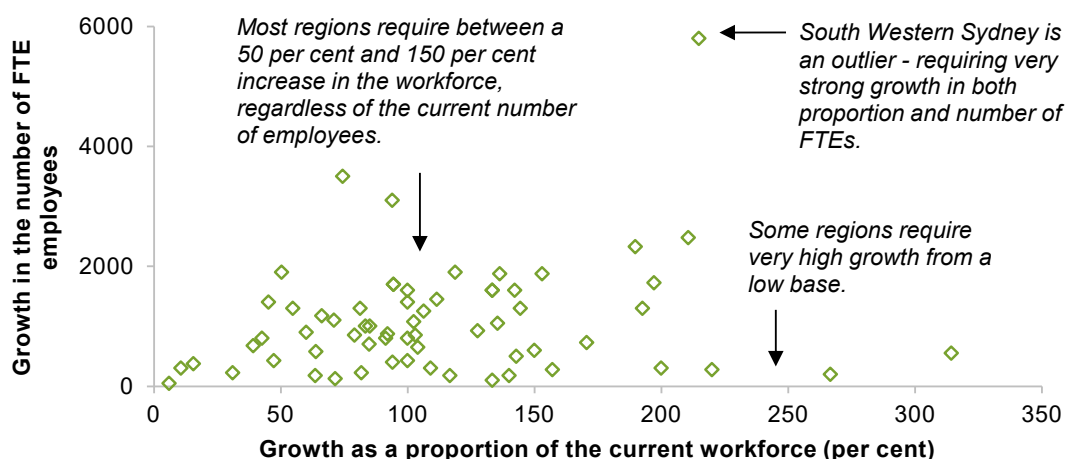 Growth in the number of FTE
employees
6000
4000
2000
0
Most regions require between a
50 per cent and 150 per cent
increase in the workforce,
regardless of the current number
of employees.
South Western Sydney is
an outlier - requiring very
strong growth in both
proportion and number of
FTEs.
Some regions require
very high growth from a
low base.
0 50 100 150 200 250 300 350
Growth as a proportion of the current workforce (per cent)